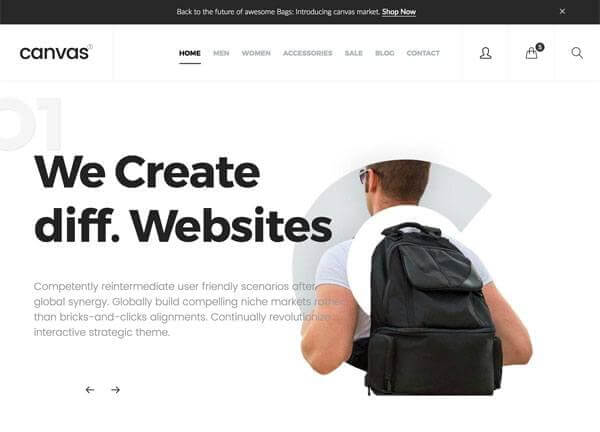 Back to the future of awesome Bags: Introducing canvas market. Shop Now ×
canvas®
HOME MEN WOMEN ACCESSORIES SALE BLOG CONTACT
5
01
We Create
diff. Websites
Competently reintermediate user friendly scenarios after
global synergy. Globally build compelling niche markets rather
than bricks-and-clicks alignments. Continually revolutionize
interactive strategic theme.